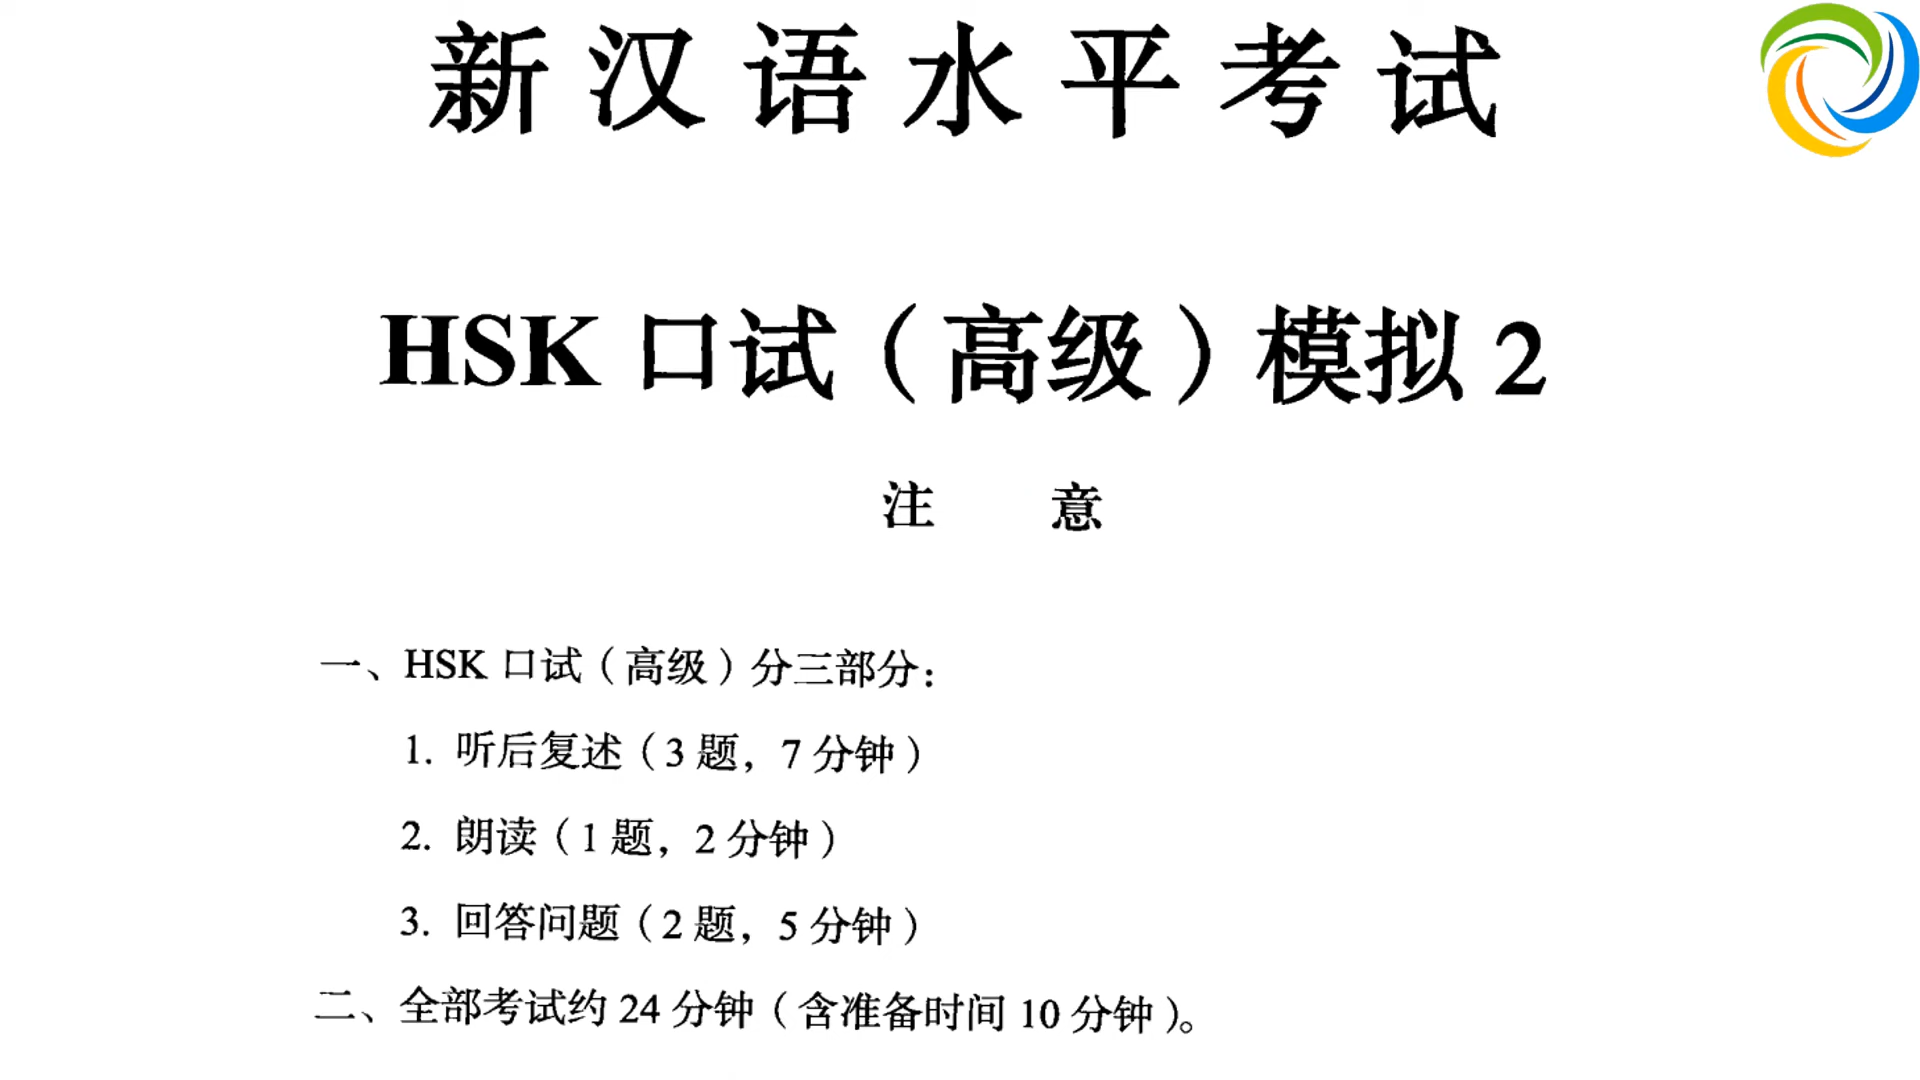 新汉语水平考试
HSK 口试（高级）模拟 2
注 意
一、HSK 口试（高级）分三部分：
1. 听后复述（3 题，7 分钟）
2. 朗读（1 题，2 分钟）
3. 回答问题（2 题，5 分钟）
二、全部考试约 24 分钟（含准备时间 10 分钟）。